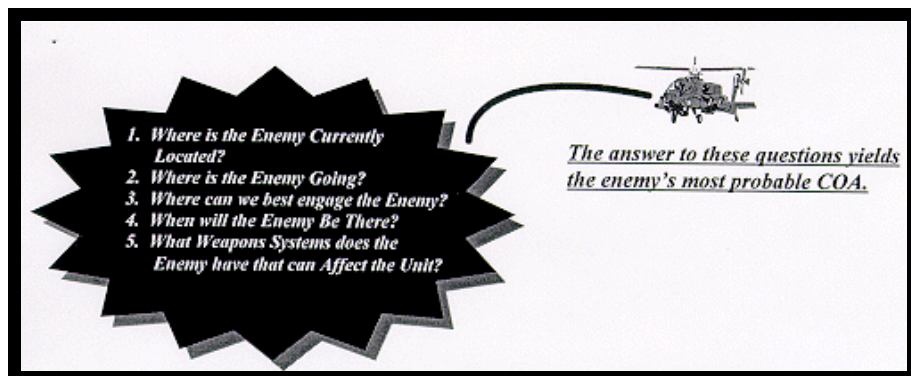 1. Where is the Enemy Currently
Located?
2. Where is the Enemy Going?
3. Where can we best engage the Enemy?
4. When will the Enemy Be There?
5. What Weapons Systems does the
Enemy have that can Affect the Unit?
The answer to these questions yields
the enemy's most probable COA.